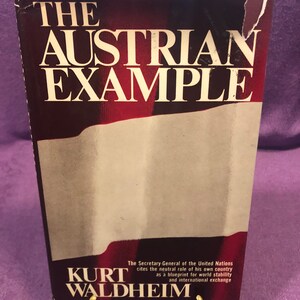 THE
AUSTRIAN
EXAMPLE
The Secretary-General of the United Nations
cites the neutral role of his own country
as a blueprint for world stability
and international exchange
KURT
WALDHEIM